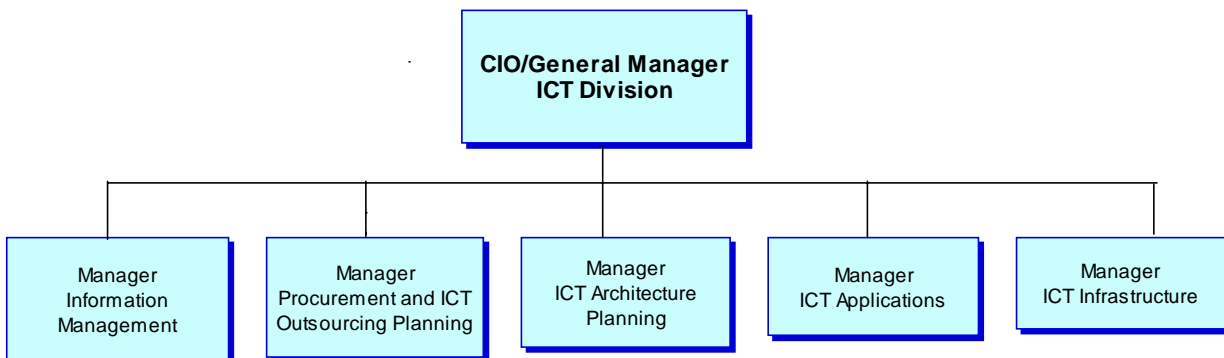 CIO/General Manager
ICT Division
Manager
Information
Management
Manager
Procurement and ICT
Outsourcing Planning
Manager
ICT Architecture
Planning
Manager
ICT Applications
Manager
ICT Infrastructure